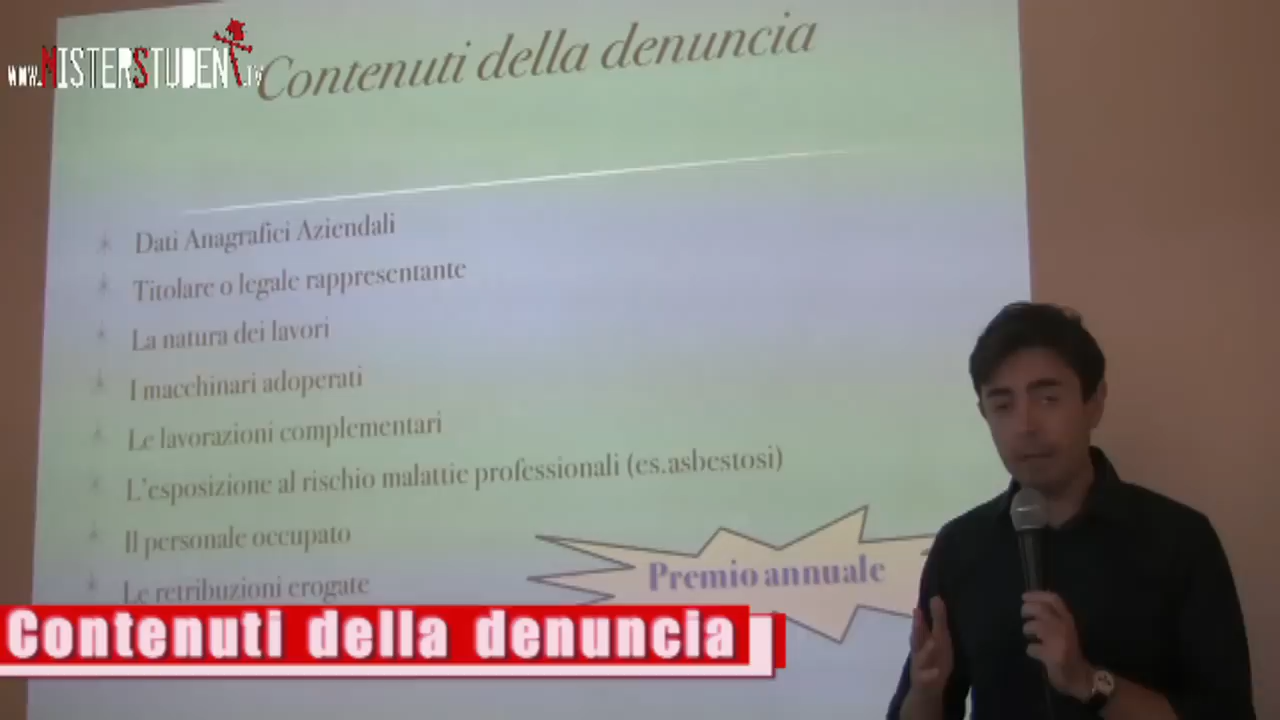 www.MISTERSTUDENT.TV
Contenuti della denuncia
Dati Anagrafici Aziendali
Titolare o legale rappresentante
La natura dei lavori
I macchinari adoperati
Le lavorazioni complementari
L'esposizione al rischio malattie professionali (es.asbestosi)
Il personale occupato
Le retribuzioni erogate
Premio annuale
Contenuti della denuncia